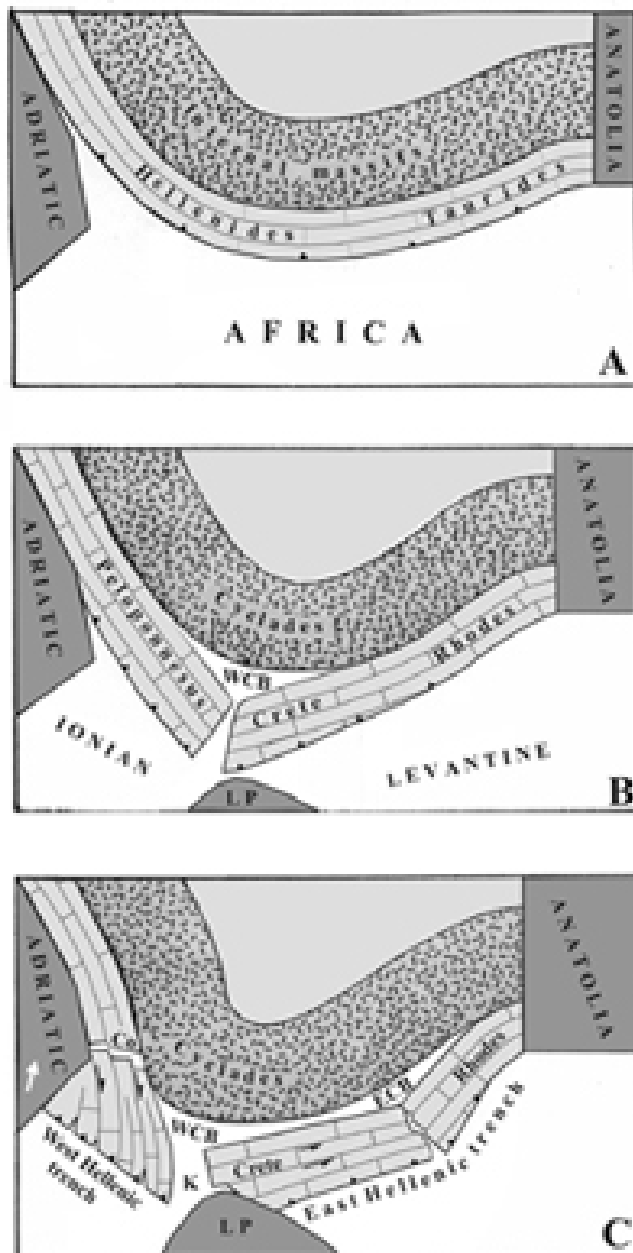 ADRIATIC
ANATOLIA
Internal massifs
Hellenides
Taurides
AFRICA
A
ADRIATIC
ANATOLIA
Peloponnesus
Cyclades
WCB
Rhodes
Crete
IONIAN
LEVANTINE
LP
B
ADRIATIC
ANATOLIA
Cyclades
Rhodes
WCB
Crete
K
West Hellenic
trench
East Hellenic trench
LP
C